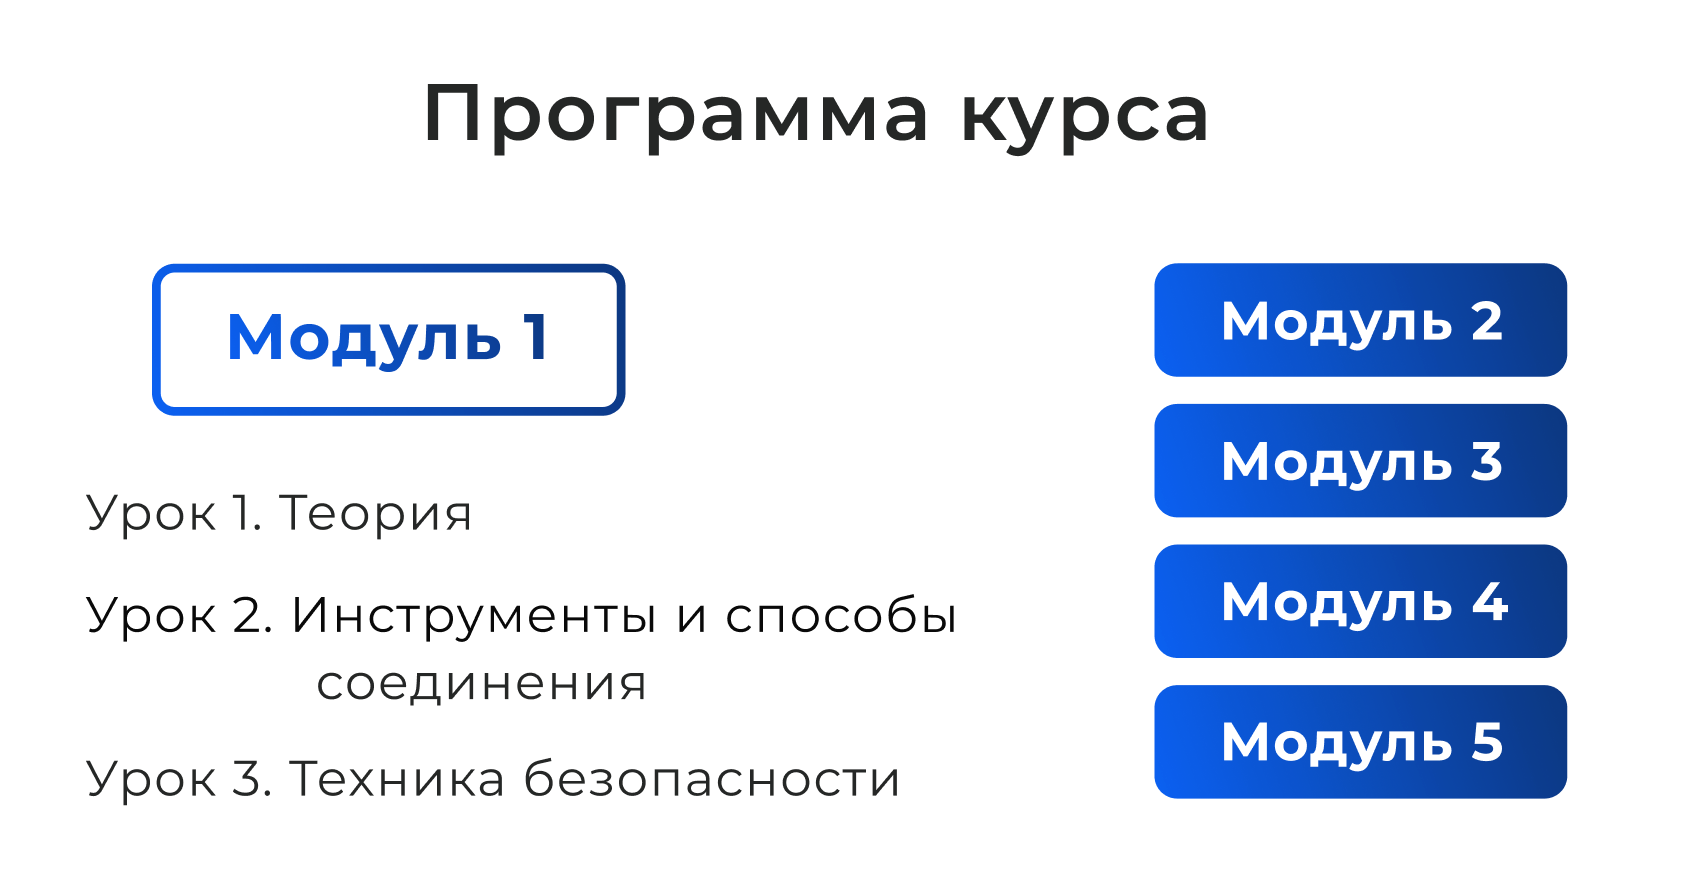 Программа курса
Модуль 1
Урок 1. Теория
Урок 2. Инструменты и способы
соединения
Урок 3. Техника безопасности
Модуль 2
Модуль 3
Модуль 4
Модуль 5